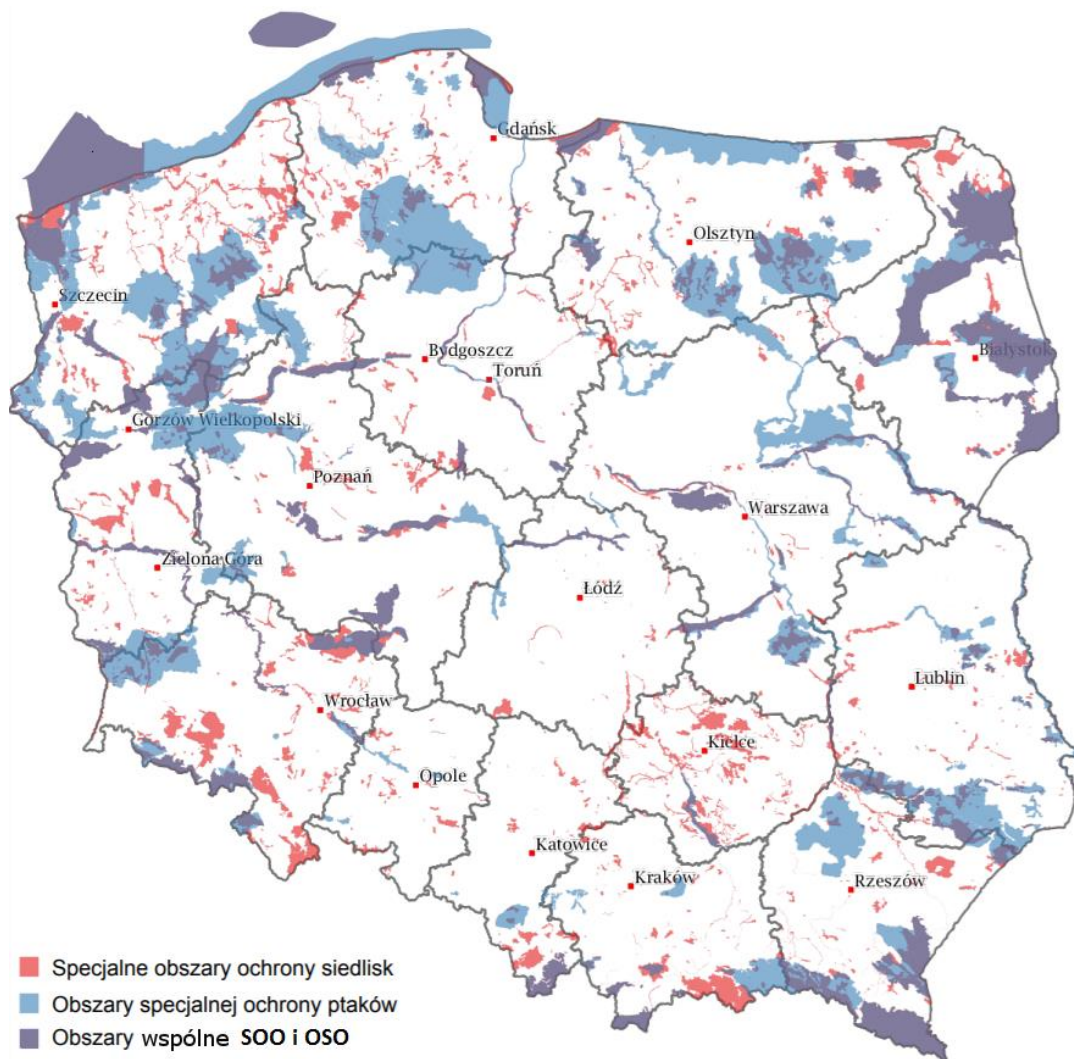 Gdańsk
Olsztyn
Szczecin
Bydgoszcz
Białystok
Toruń
Gorzów Wielkopolski
Poznań
Warszawa
Zielona Góra
Łódź
Lublin
Wrocław
Kielce
Opole
Katowice
Kraków
Rzeszów
Specjalne obszary ochrony siedlisk
Obszary specjalnej ochrony ptaków
Obszary wspólne SOO i OSO